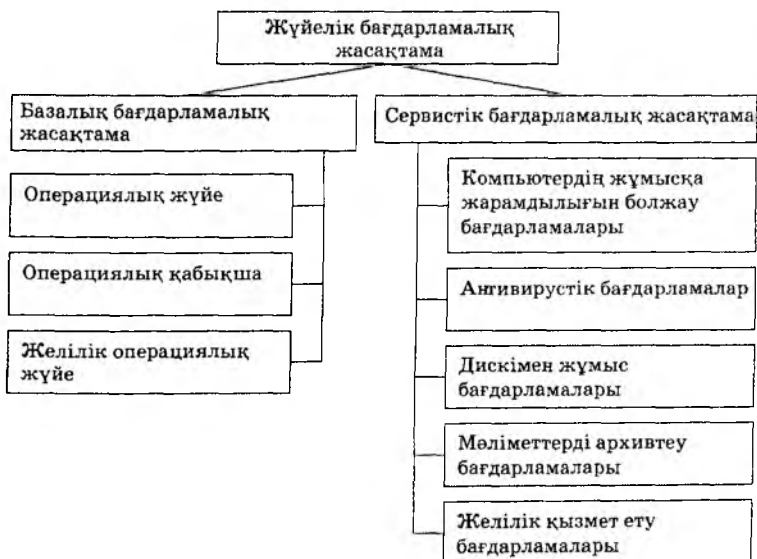 Жүйелік бағдарламалық
жасақтама
Базалық бағдарламалық
жасақтама
Операциялық жүйе
Операциялық қабықша
Желілік операциялық
жүйе
Сервистік бағдарламалық жасақтама
Компьютердің жұмысқа
жарамдылығын болжау
бағдарламалары
Антивирустік бағдарламалар
Дискімен жұмыс
бағдарламалары
Мәліметтерді архивтеу
бағдарламалары
Желілік қызмет ету
бағдарламалары